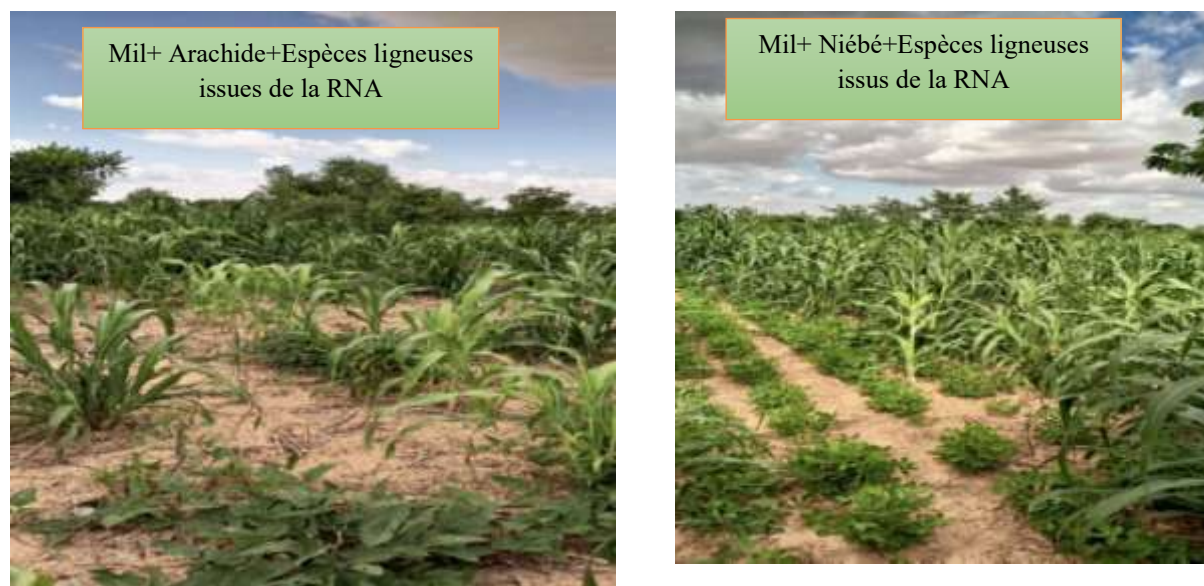 Mil+ Arachide+Espèces ligneuses
issues de la RNA
Mil+ Niébé+Espèces ligneuses
issus de la RNA